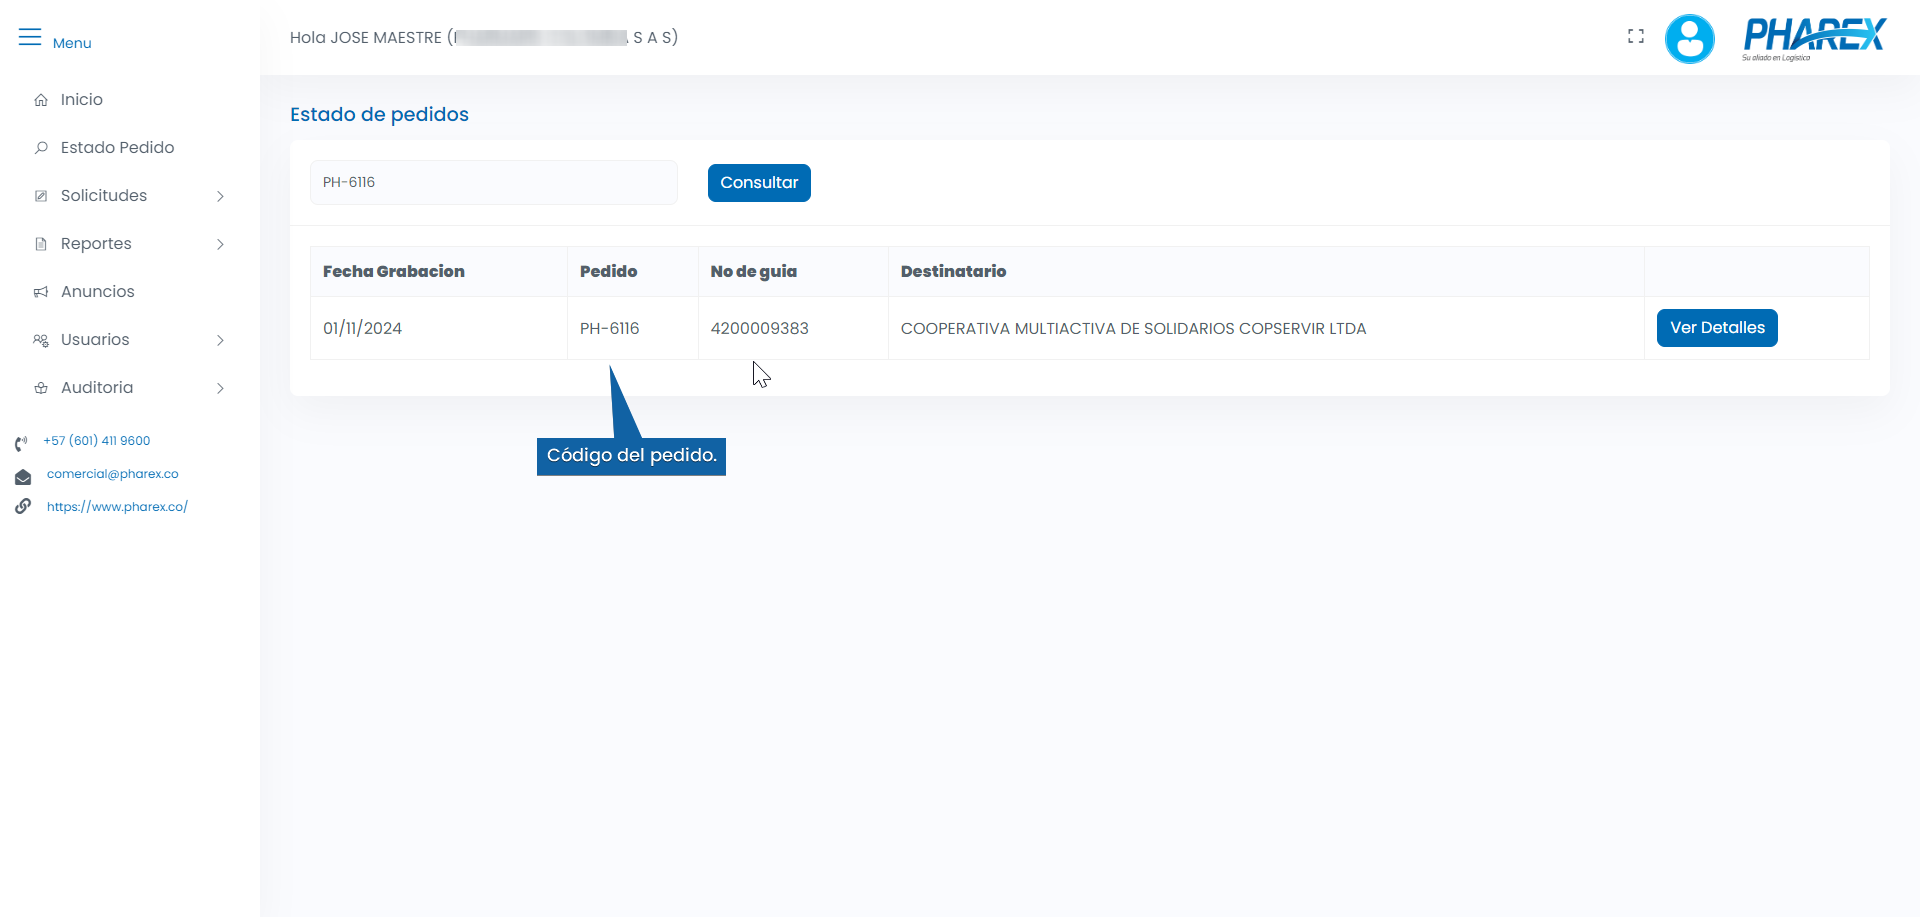 Menu
Hola JOSE MAESTRE ( S A S)
PHAREX
Su aliado en Logística
Inicio
Estado Pedido
Solicitudes
Reportes
Anuncios
Usuarios
Auditoria
+57 (601) 411 9600
comercial@pharex.co
https://www.pharex.co/
Estado de pedidos
PH-6116
Consultar
Fecha Grabacion Pedido No de guia Destinatario
01/11/2024 PH-6116 4200009383 COOPERATIVA MULTIACTIVA DE SOLIDARIOS COPSERVIR LTDA Ver Detalles
Código del pedido.